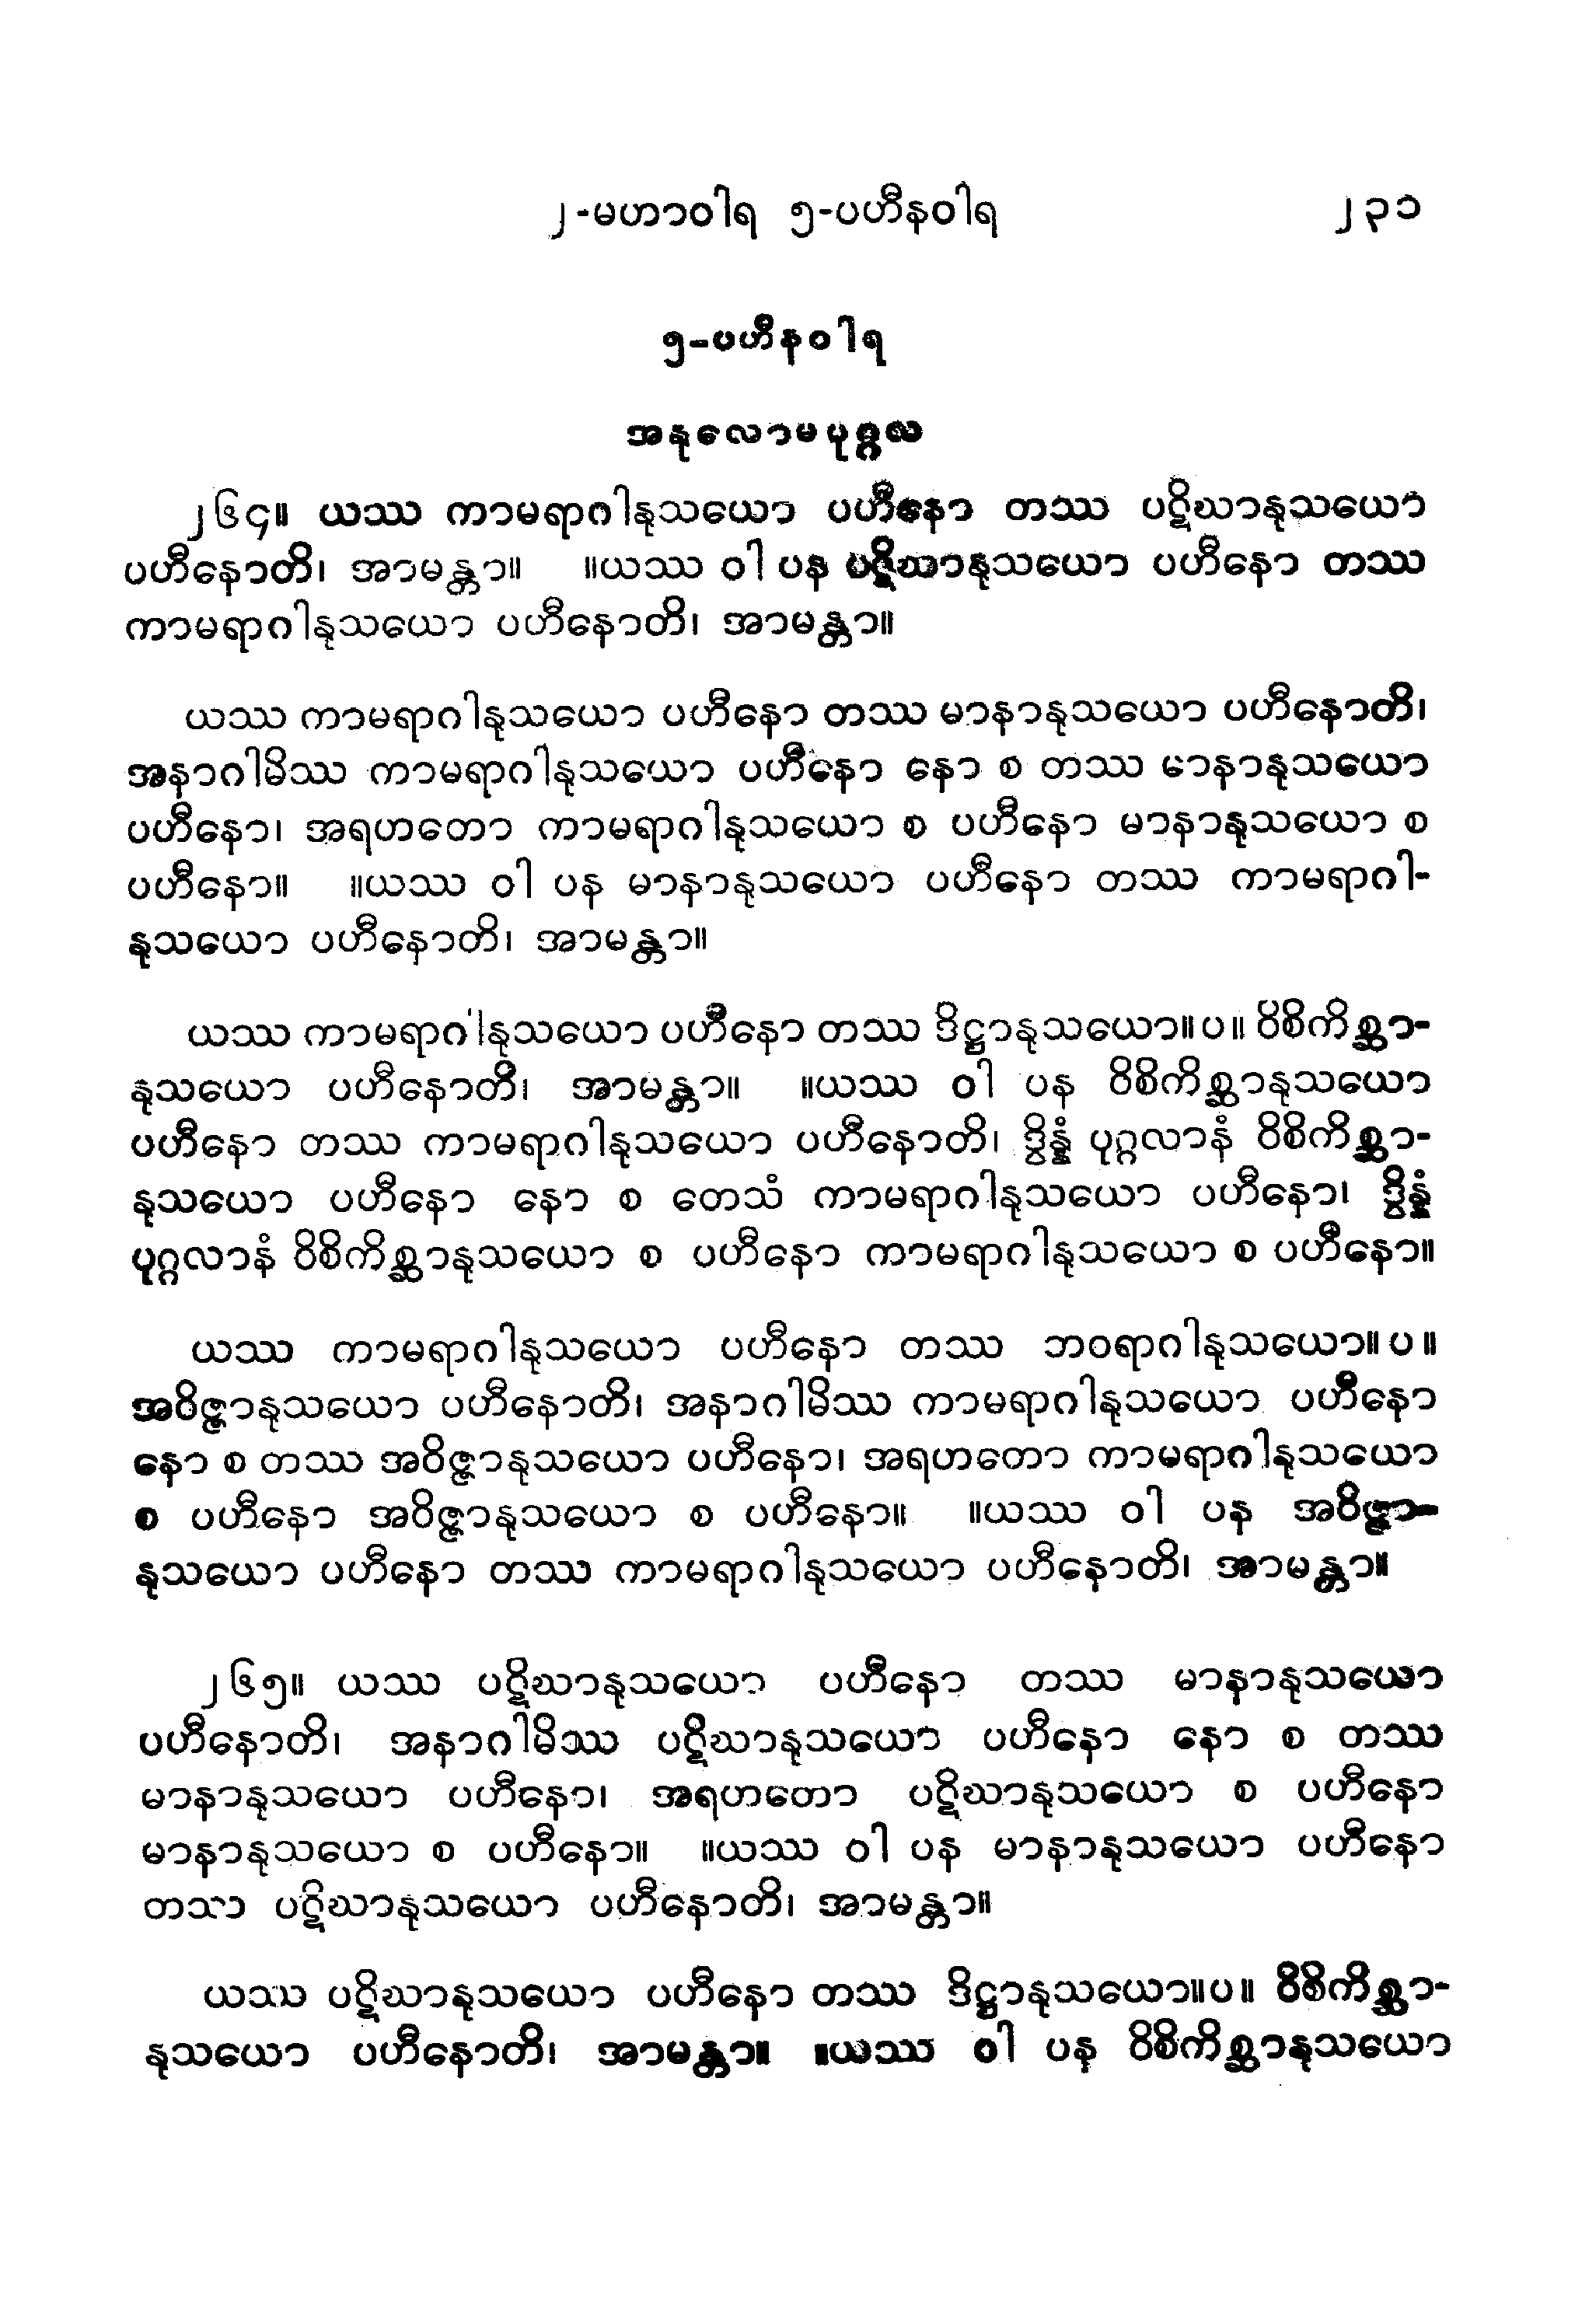 ၂-မဟာဝါရ ၅-ပဟီနဝါရ ၂၃၁
၅-ပဟီနဝါရ
အနုလောမပုဂ္ဂလ
၂၆၄။ ယဿ ကာမရာဂါနုသယော ပဟီနော တဿ ပဋိဃာနုသယော
ပဟီနောတိ၊ အာမန္တာ။ ။ယဿ ဝါ ပန ပဋိဃာနုသယော ပဟီနော တဿ
ကာမရာဂါနုသယော ပဟီနောတိ၊ အာမန္တာ။
ယဿ ကာမရာဂါနုသယော ပဟီနော တဿ မာနာနုသယော ပဟီနောတိ၊
အနာဂါမိဿ ကာမရာဂါနုသယော ပဟီနော နော စ တဿ မာနာနုသယော
ပဟီနော၊ အရဟတော ကာမရာဂါနုသယော စ ပဟီနော မာနာနုသယော စ
ပဟီနော။ ။ယဿ ဝါ ပန မာနာနုသယော ပဟီနော တဿ ကာမရာဂါ-
နုသယော ပဟီနောတိ၊ အာမန္တာ။
ယဿ ကာမရာဂါနုသယော ပဟီနော တဿ ဒိဋ္ဌာနုသယော။ပ။ ဝိစိကိစ္ဆာ-
နုသယော ပဟီနောတိ၊ အာမန္တာ။ ။ယဿ ဝါ ပန ဝိစိကိစ္ဆာနုသယော
ပဟီနော တဿ ကာမရာဂါနုသယော ပဟီနောတိ၊ ဒွိန္နံ ပုဂ္ဂလာနံ ဝိစိကိစ္ဆာ-
နုသယော ပဟီနော နော စ တေသံ ကာမရာဂါနုသယော ပဟီနော၊ ဒွိန္နံ
ပုဂ္ဂလာနံ ဝိစိကိစ္ဆာနုသယော စ ပဟီနော ကာမရာဂါနုသယော စ ပဟီနော။
ယဿ ကာမရာဂါနုသယော ပဟီနော တဿ ဘဝရာဂါနုသယော။ပ။
အဝိဇ္ဇာနုသယော ပဟီနောတိ၊ အနာဂါမိဿ ကာမရာဂါနုသယော ပဟီနော
နော စ တဿ အဝိဇ္ဇာနုသယော ပဟီနော၊ အရဟတော ကာမရာဂါနုသယော
စ ပဟီနော အဝိဇ္ဇာနုသယော စ ပဟီနော။ ။ယဿ ဝါ ပန အဝိဇ္ဇာ-
နုသယော ပဟီနော တဿ ကာမရာဂါနုသယော ပဟီနောတိ၊ အာမန္တာ။
၂၆၅။ ယဿ ပဋိဃာနုသယော ပဟီနော တဿ မာနာနုသယော
ပဟီနောတိ၊ အနာဂါမိဿ ပဋိဃာနုသယော ပဟီနော နော စ တဿ
မာနာနုသယော ပဟီနော၊ အရဟတော ပဋိဃာနုသယော စ ပဟီနော
မာနာနုသယော စ ပဟီနော။ ။ယဿ ဝါ ပန မာနာနုသယော ပဟီနော
တဿ ပဋိဃာနုသယော ပဟီနောတိ၊ အာမန္တာ။
ယဿ ပဋိဃာနုသယော ပဟီနော တဿ ဒိဋ္ဌာနုသယော။ပ။ ဝိစိကိစ္ဆာ-
နုသယော ပဟီနောတိ၊ အာမန္တာ။ ။ယဿ ဝါ ပန ဝိစိကိစ္ဆာနုသယော